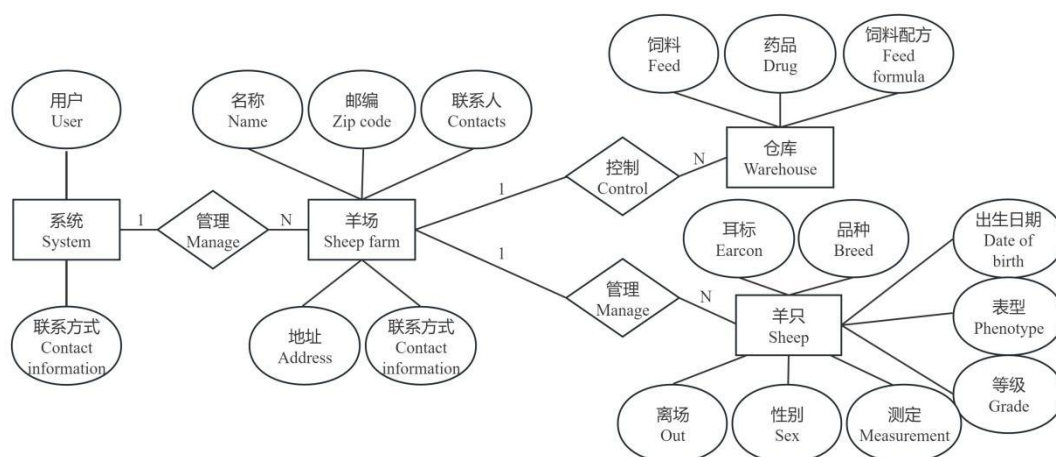 饲料
Feed
药品
Drug
饲料配方
Feed
formula
用户
User
名称
Name
邮编
Zip code
联系人
Contacts
仓库
Warehouse
控制
Control
1
N
系统
System
1
管理
Manage
N
羊场
Sheep farm
1
管理
Manage
N
耳标
Earcon
品种
Breed
出生日期
Date of
birth
联系方式
Contact
information
地址
Address
联系方式
Contact
information
羊只
Sheep
表型
Phenotype
等级
Grade
离场
Out
性别
Sex
测定
Measurement